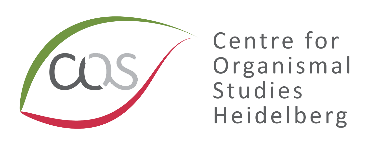 COS
Centre for
Organismal
Studies
Heidelberg